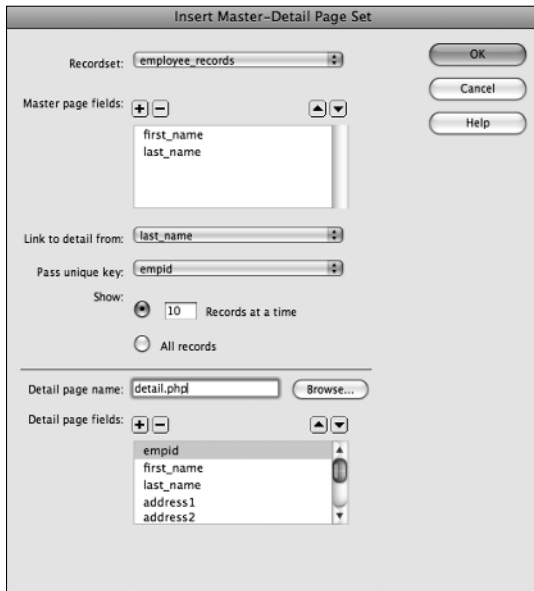 Insert Master-Detail Page Set
Recordset: employee_records
OK
Cancel
Help
Master page fields:
first_name
last_name
Link to detail from: last_name
Pass unique key: empid
Show:
10 Records at a time
All records
Detail page name: detail.php Browse...
Detail page fields:
empid
first_name
last_name
address1
address2